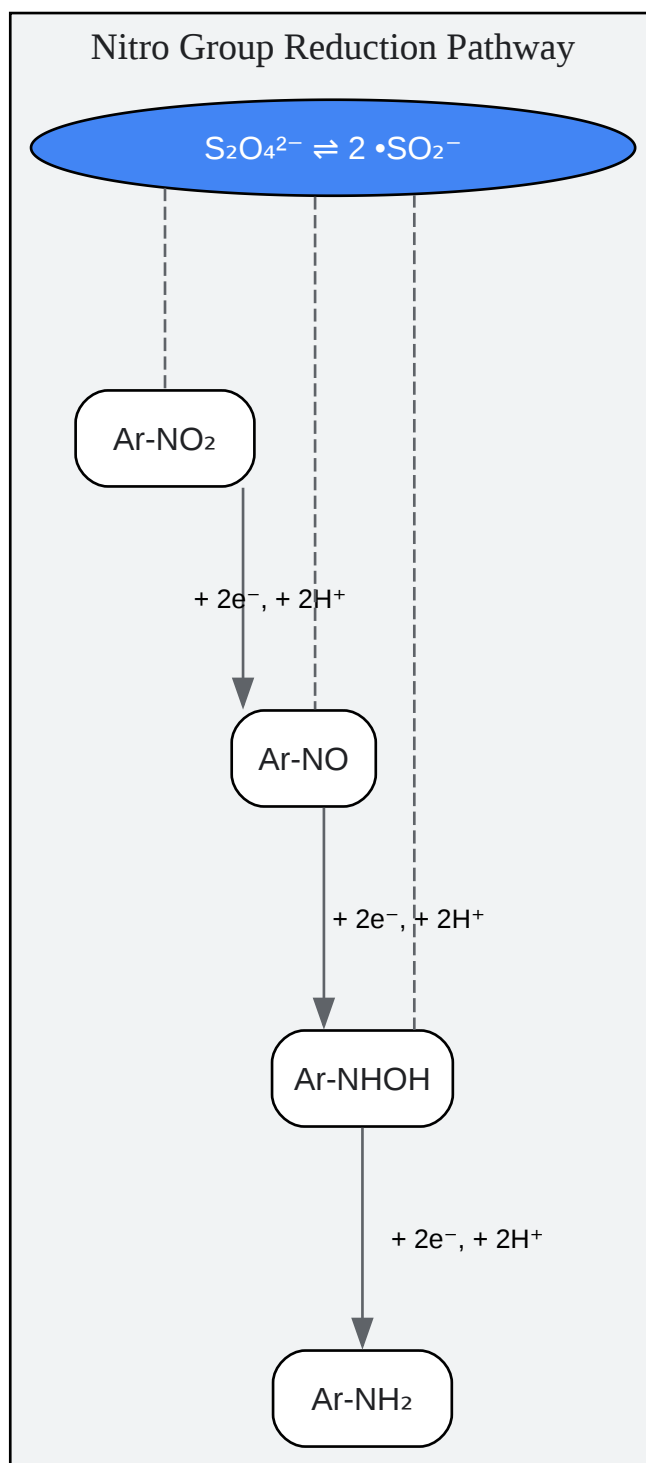 Nitro Group Reduction Pathway
S₂O₄²⁻ ⇌ 2 •SO₂⁻
Ar-NO₂
+ 2e⁻, + 2H⁺
Ar-NO
+ 2e⁻, + 2H⁺
Ar-NHOH
+ 2e⁻, + 2H⁺
Ar-NH₂